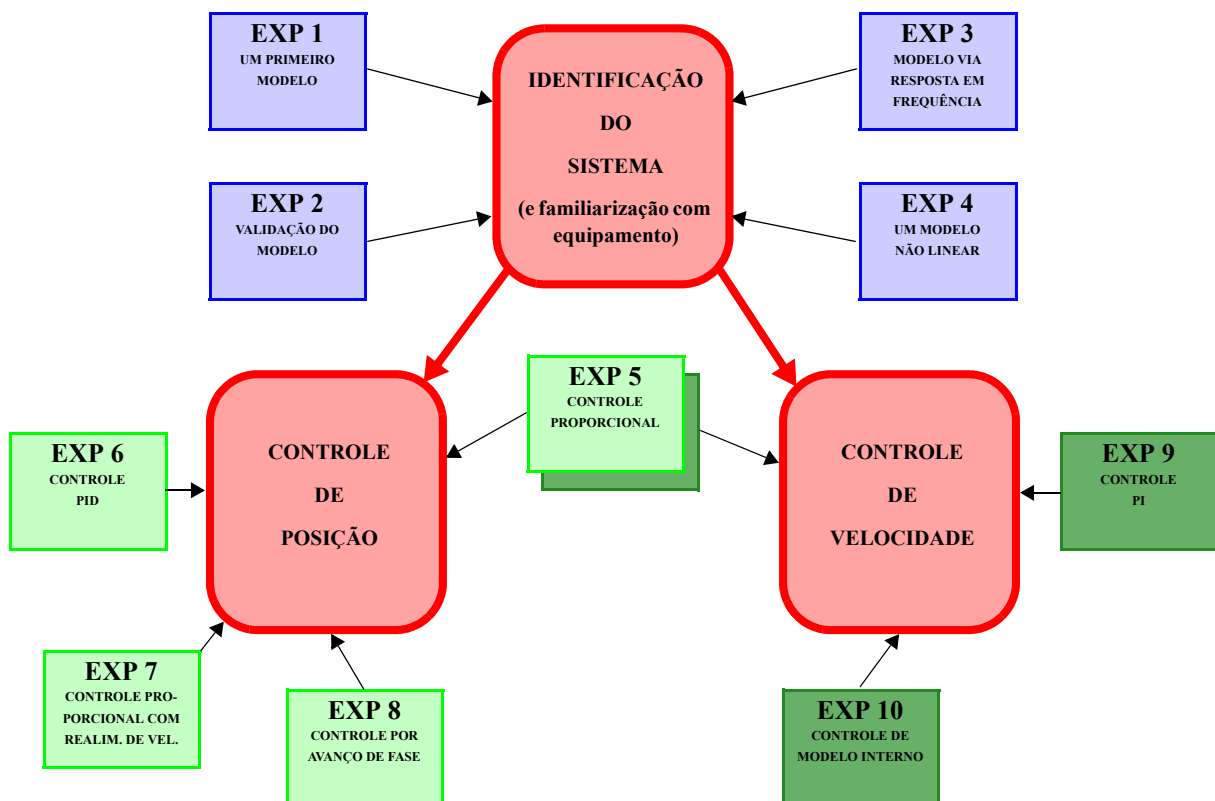 EXP 1
UM PRIMEIRO
MODELO
IDENTIFICAÇÃO
DO
SISTEMA
(e familiarização com
equipamento)
EXP 3
MODELO VIA
RESPOSTA EM
FREQUÊNCIA
EXP 2
VALIDAÇÃO DO
MODELO
EXP 4
UM MODELO
NÃO LINEAR
EXP 5
CONTROLE
PROPORCIONAL
EXP 6
CONTROLE
PID
CONTROLE
DE
POSIÇÃO
CONTROLE
DE
VELOCIDADE
EXP 9
CONTROLE
PI
EXP 7
CONTROLE PRO-
PORCIONAL COM
REALIM. DE VEL.
EXP 8
CONTROLE POR
AVANÇO DE FASE
EXP 10
CONTROLE DE
MODELO INTERNO